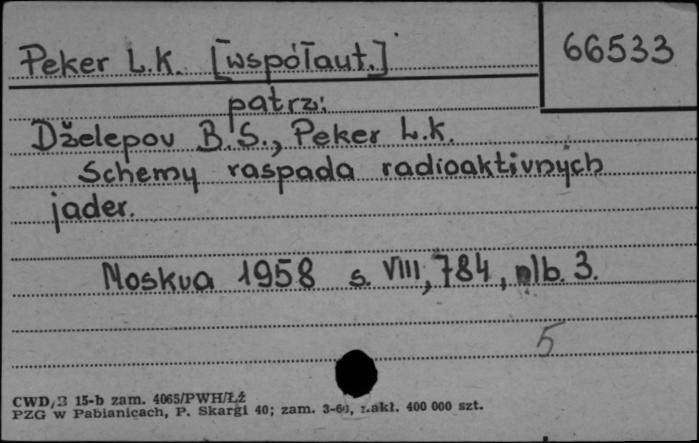 Peker L.K. [współaut.]
66533
patrz:
Dželepov B.S., Peker L.K.
Schemy raspada radioaktivnych
jader.
Moskva 1958 s. VIII, 784, nlb. 3.
5
CWD/B 15-b zam. 4065/PWH/ŁŻ
PZG w Pabianicach, P. Skargi 40; zam. 3-60, nakł. 400 000 szt.